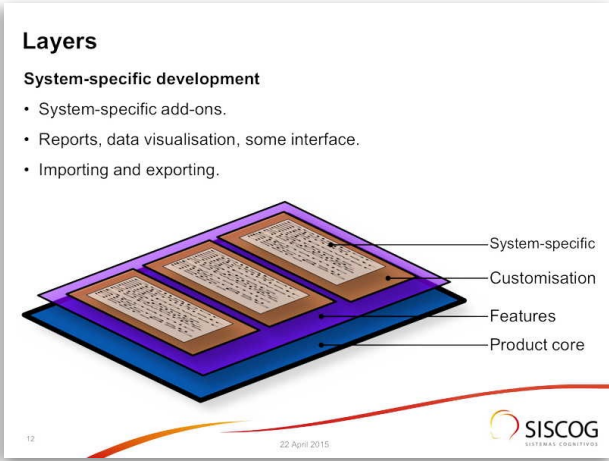 Layers
System-specific development
• System-specific add-ons.
• Reports, data visualisation, some interface.
• Importing and exporting.
System-specific
Customisation
Features
Product core
12
22 April 2015
SISCOG
SISTEMAS COGNITIVOS